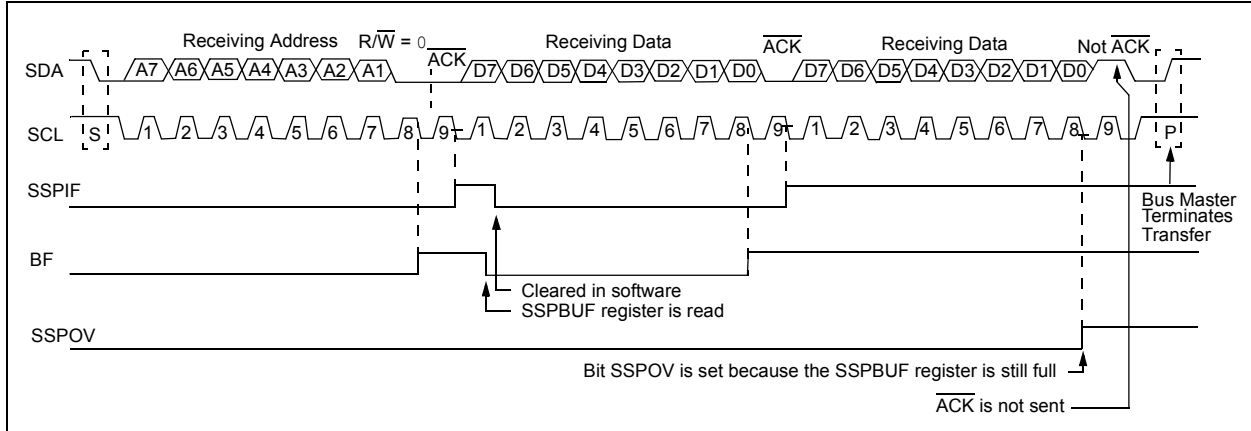 Receiving Address R/W̅ = 0 A̅C̅K̅ Receiving Data A̅C̅K̅ Receiving Data Not A̅C̅K̅
SDA A7 A6 A5 A4 A3 A2 A1 D7 D6 D5 D4 D3 D2 D1 D0 D7 D6 D5 D4 D3 D2 D1 D0
SCL S 1 2 3 4 5 6 7 8 9 1 2 3 4 5 6 7 8 9 1 2 3 4 5 6 7 8 9 P
SSPIF
Bus Master
Terminates
Transfer
BF
Cleared in software
SSPBUF register is read
SSPOV
Bit SSPOV is set because the SSPBUF register is still full
A̅C̅K̅ is not sent